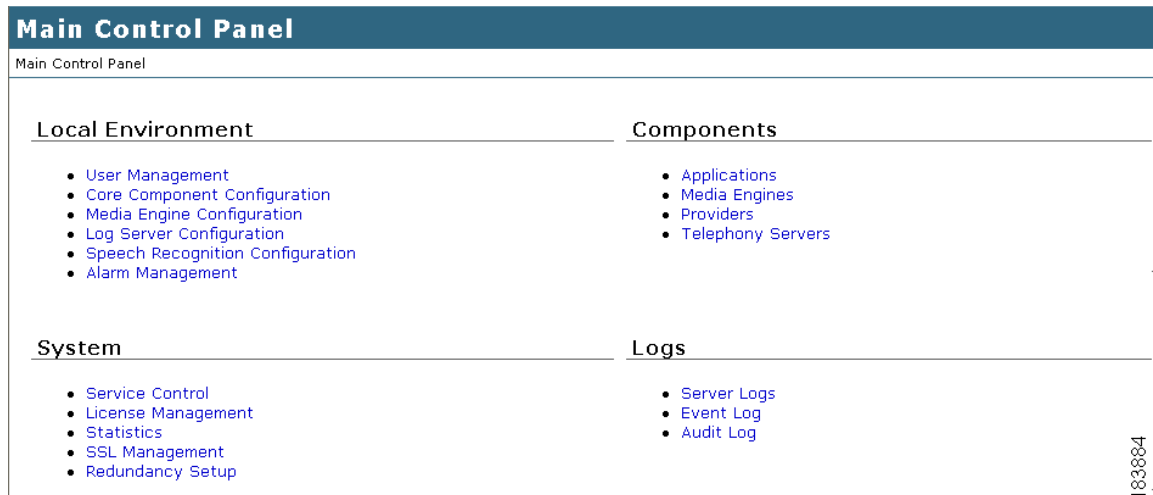 Main Control Panel
Main Control Panel
Local Environment
User Management
Core Component Configuration
Media Engine Configuration
Log Server Configuration
Speech Recognition Configuration
Alarm Management
Components
Applications
Media Engines
Providers
Telephony Servers
System
Service Control
License Management
Statistics
SSL Management
Redundancy Setup
Logs
Server Logs
Event Log
Audit Log
183884